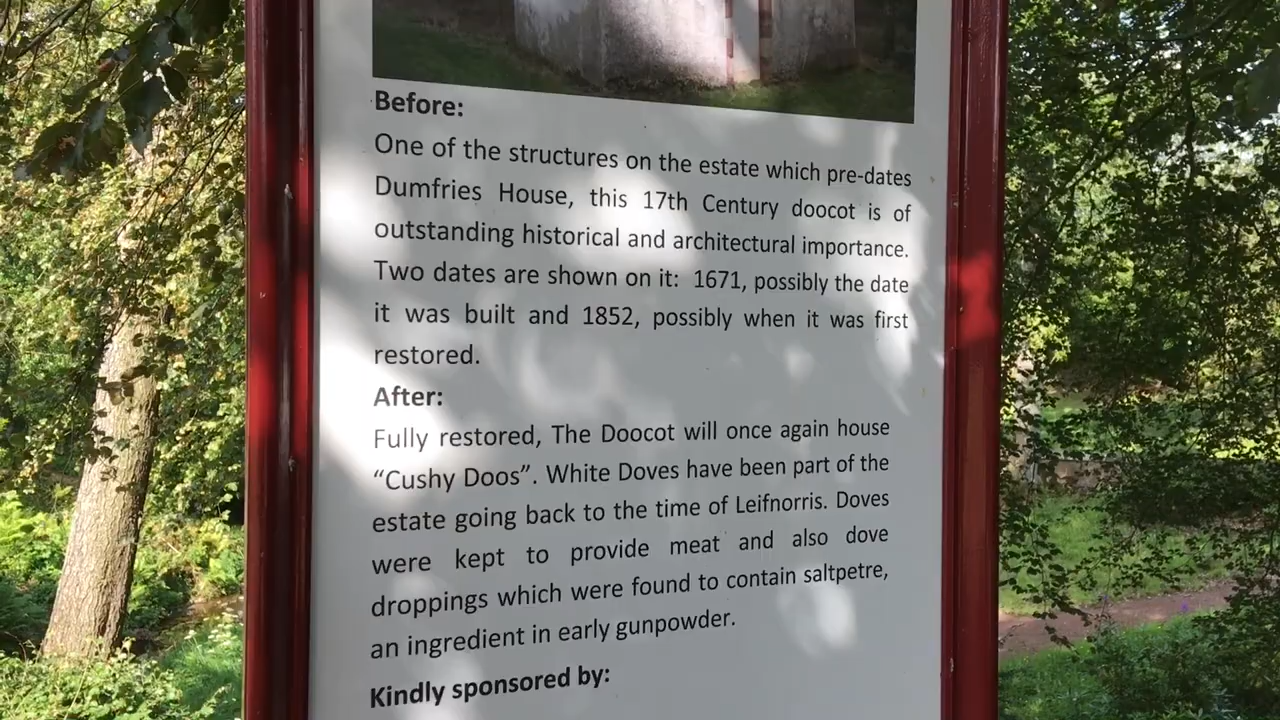 Before:
One of the structures on the estate which pre-dates
Dumfries House, this 17th Century doocot is of
outstanding historical and architectural importance.
Two dates are shown on it: 1671, possibly the date
it was built and 1852, possibly when it was first
restored.
After:
Fully restored, The Doocot will once again house
“Cushy Doos”. White Doves have been part of the
estate going back to the time of Leifnorris. Doves
were kept to provide meat and also dove
droppings which were found to contain saltpetre,
an ingredient in early gunpowder.
Kindly sponsored by: